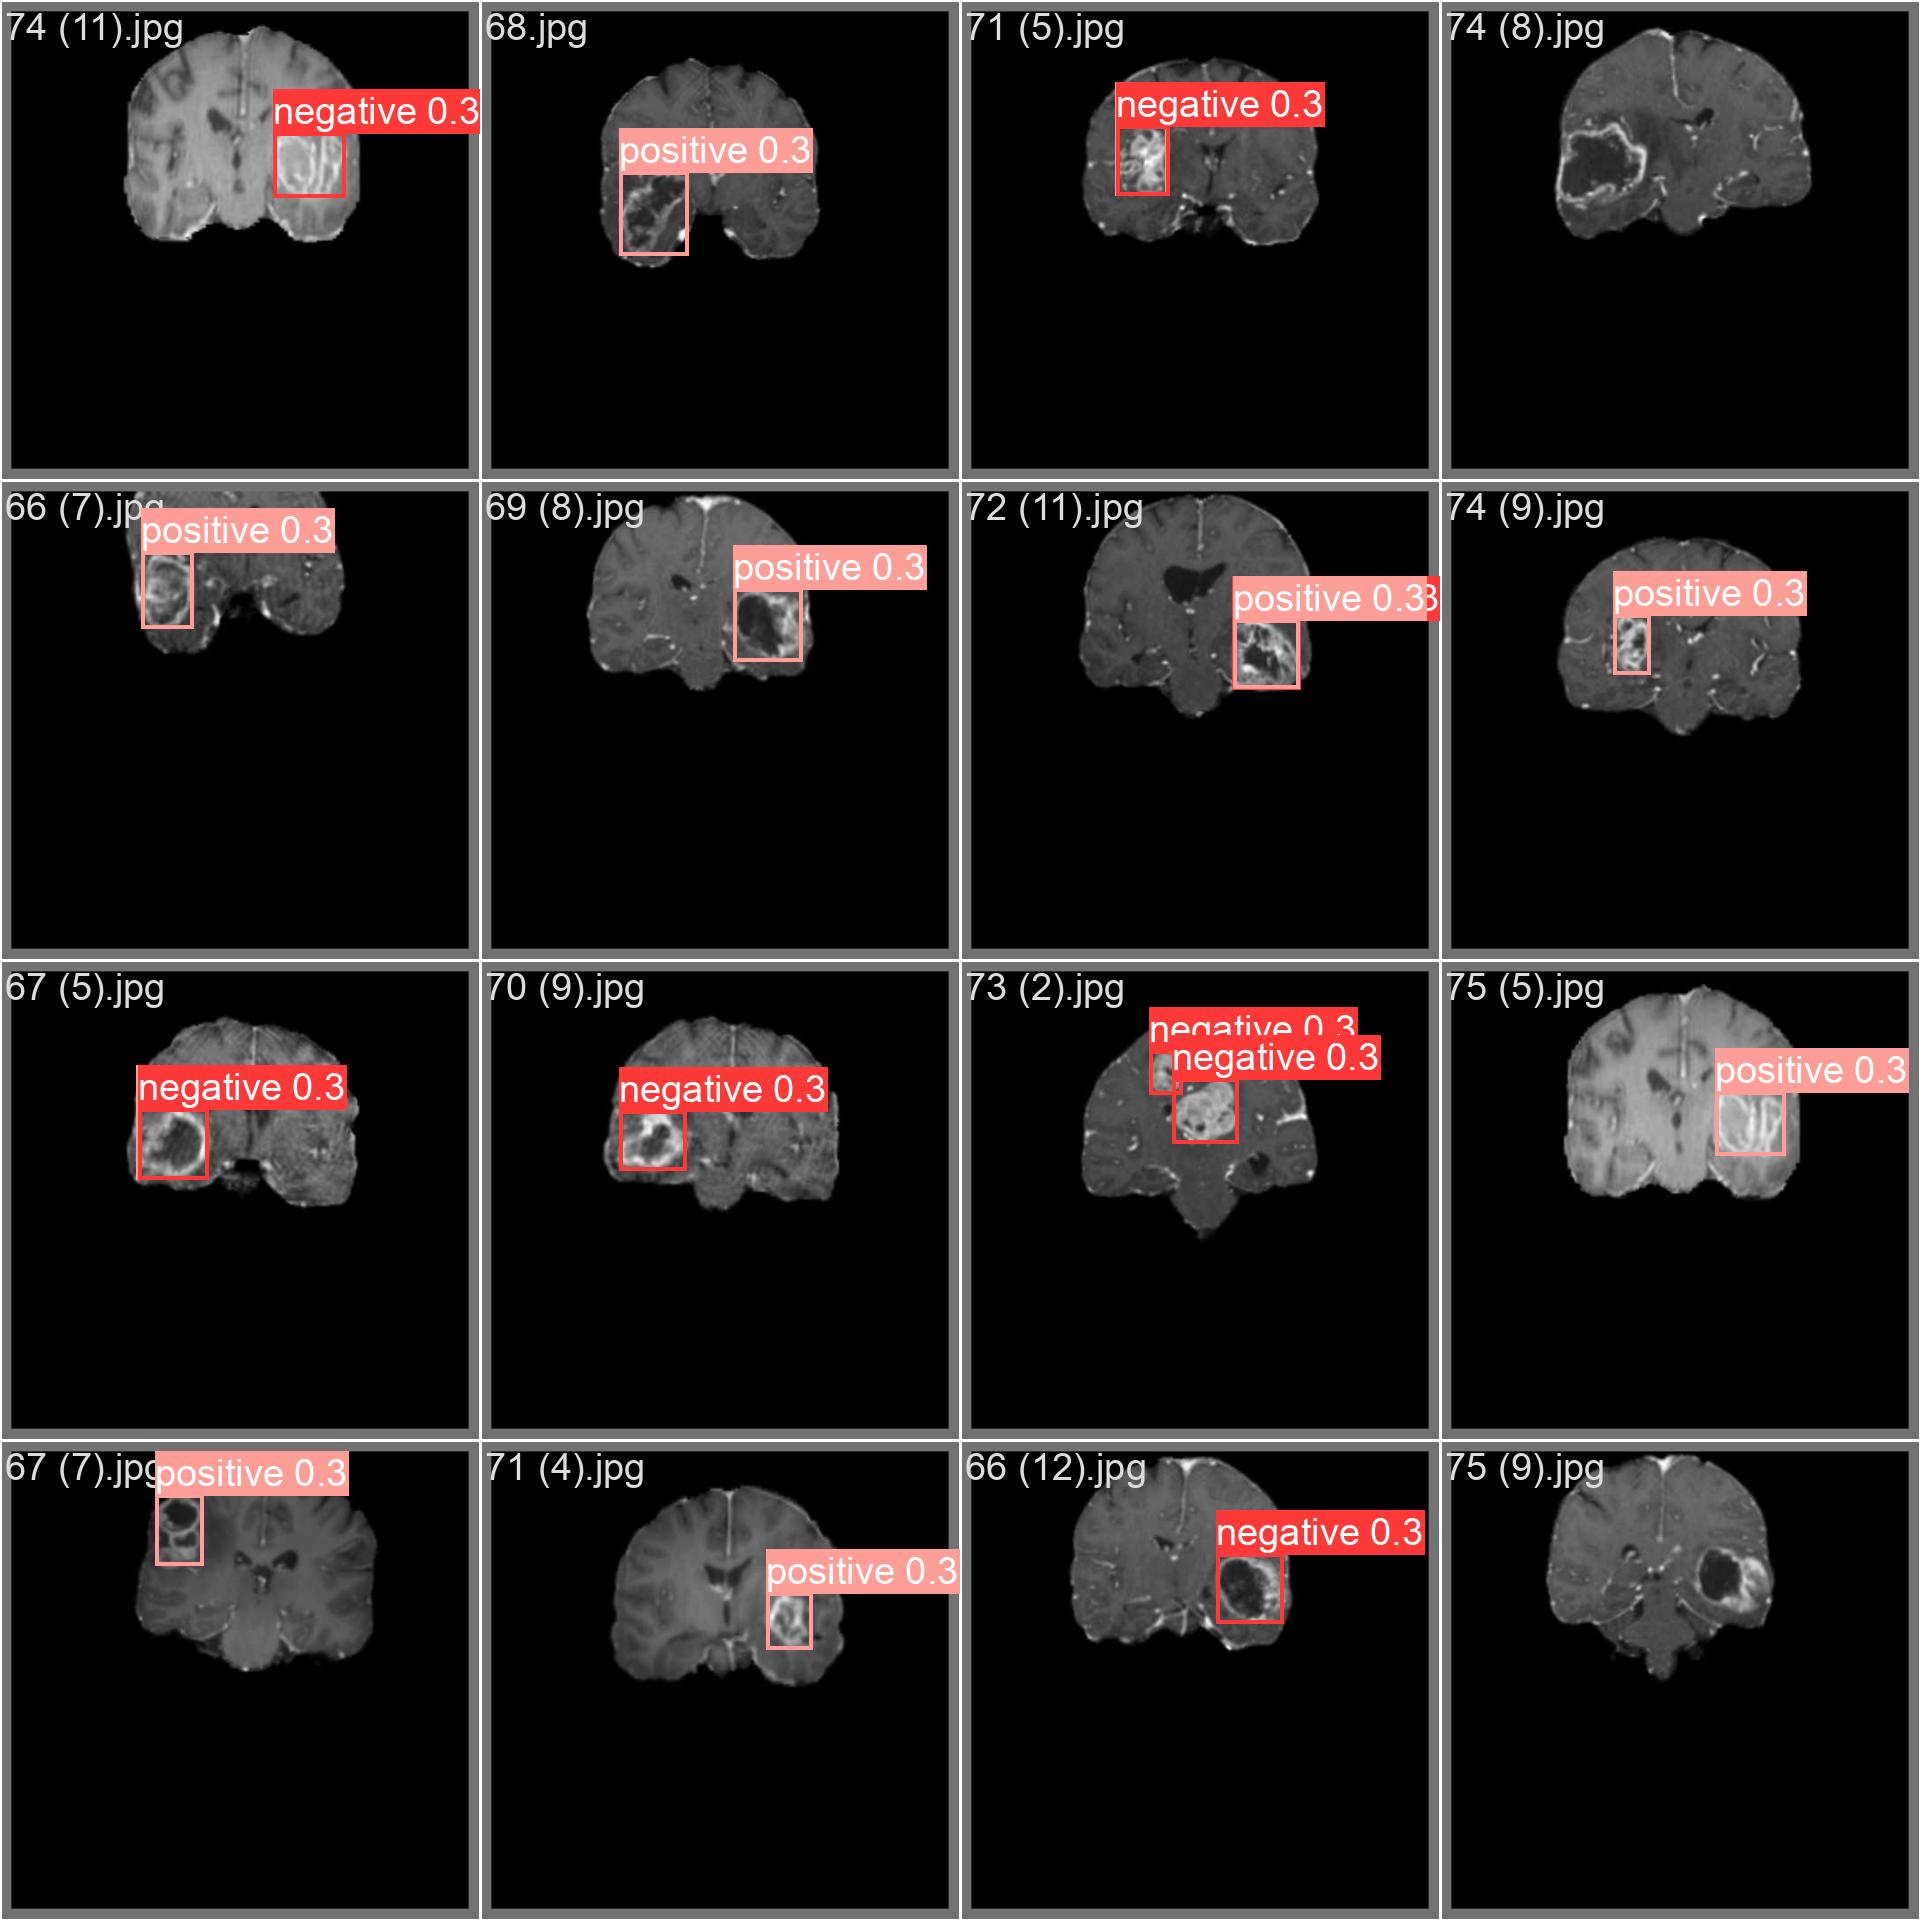 74 (11).jpg
negative 0.3
68.jpg
positive 0.3
71 (5).jpg
negative 0.3
74 (8).jpg
66 (7).jpg
positive 0.3
69 (8).jpg
positive 0.3
72 (11).jpg
positive 0.3
3
74 (9).jpg
positive 0.3
67 (5).jpg
negative 0.3
70 (9).jpg
negative 0.3
73 (2).jpg
negative 0.3
negative 0.3
75 (5).jpg
positive 0.3
67 (7).jpg
positive 0.3
71 (4).jpg
positive 0.3
66 (12).jpg
negative 0.3
75 (9).jpg